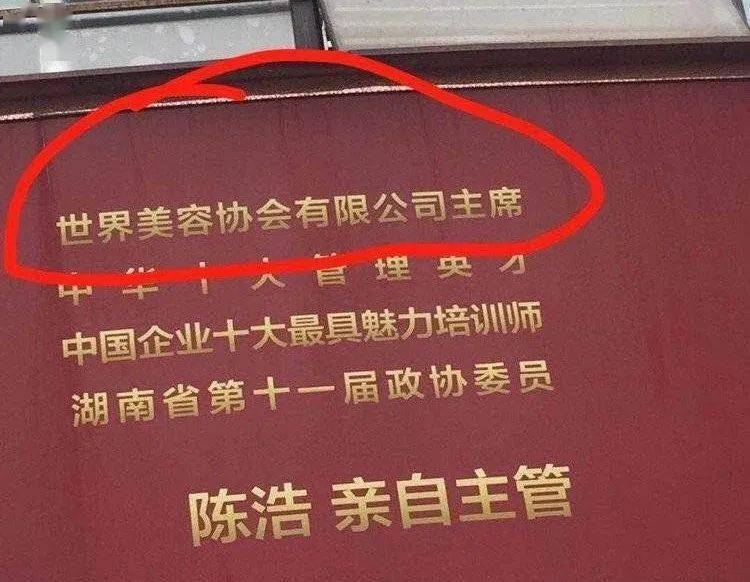 世界美容协会有限公司主席
中华十大管理英才
中国企业十大最具魅力培训师
湖南省第十一届政协委员
陈浩 亲自主管